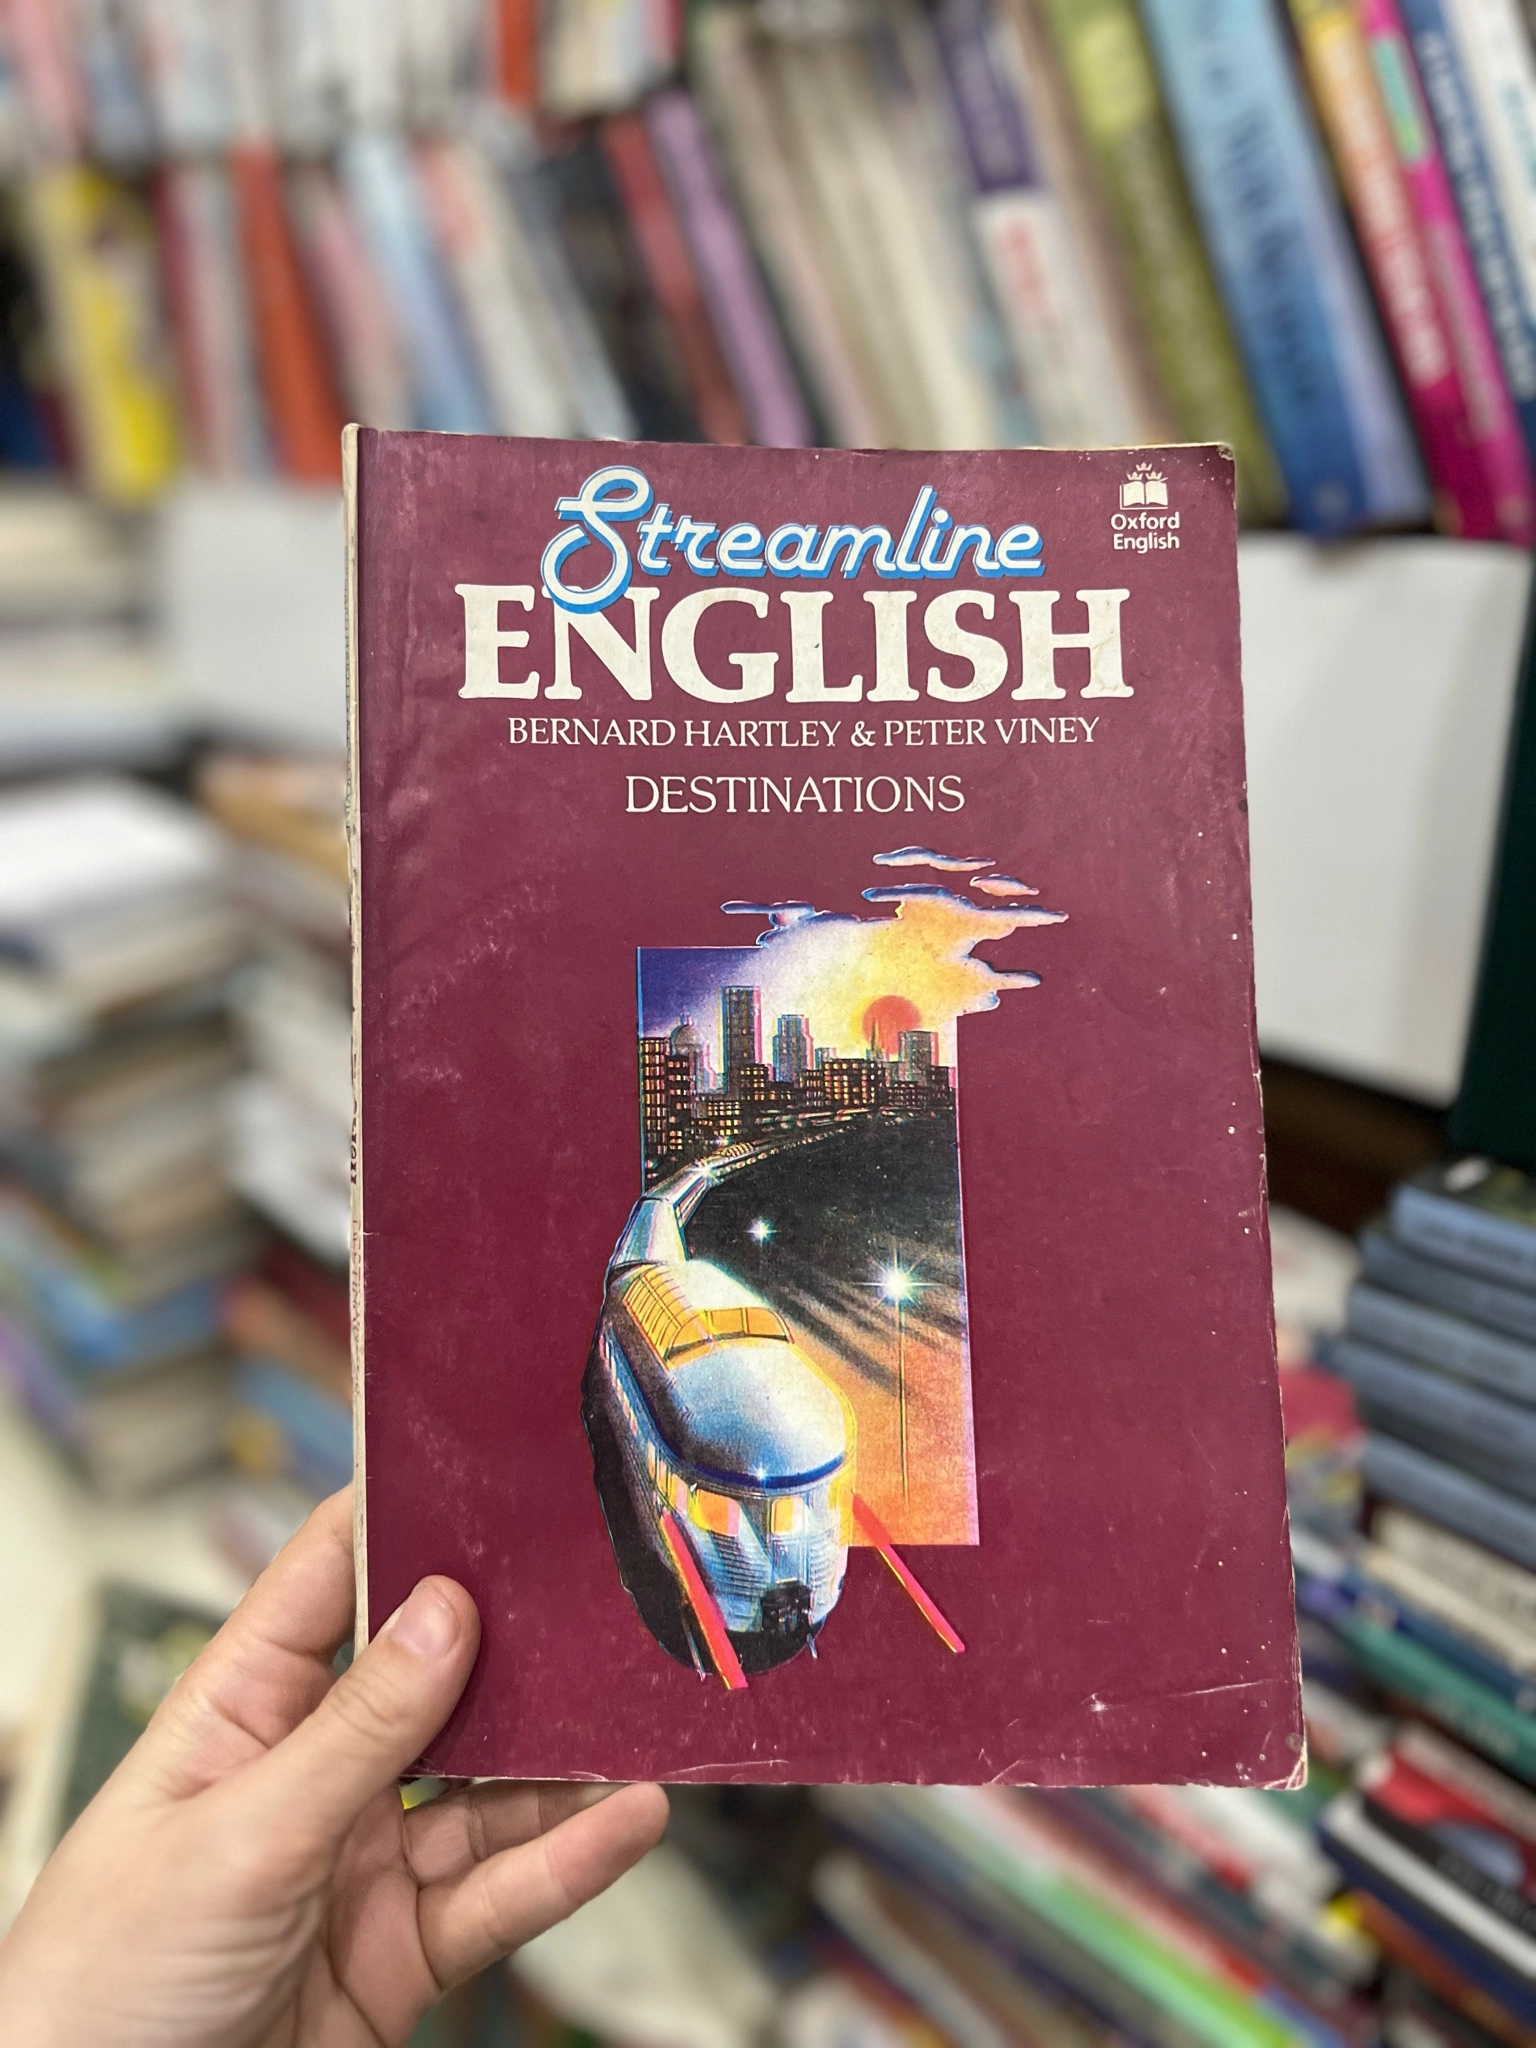 Streamline
ENGLISH
BERNARD HARTLEY & PETER VINEY
DESTINATIONS
Oxford
English